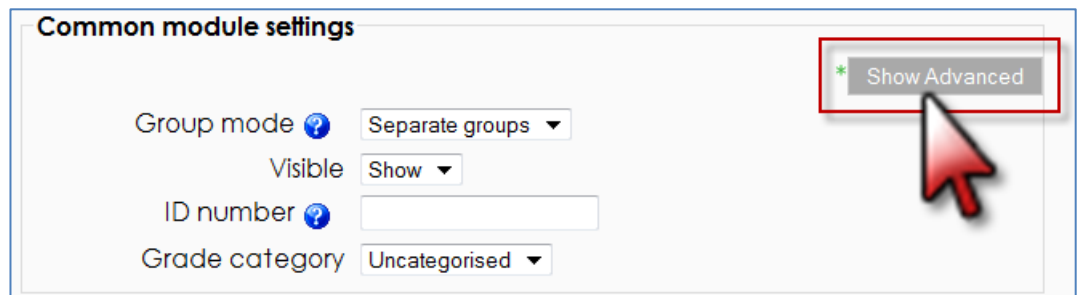 Common module settings
* Show Advanced
Group mode ? Separate groups
Visible Show
ID number ?
Grade category Uncategorised